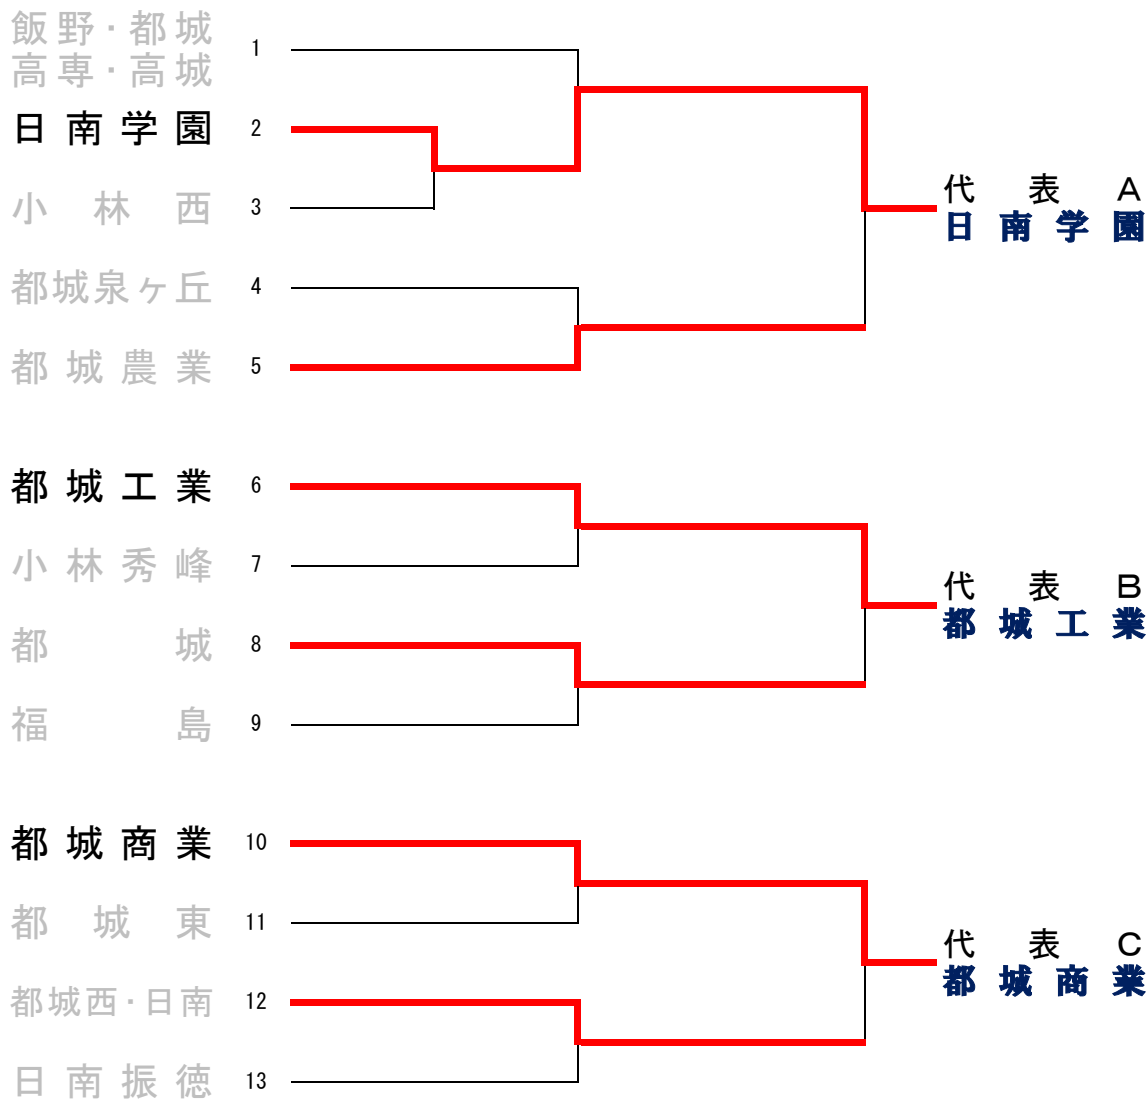 飯野・都城 1
高専・高城
日南学園 2
小林西 3
代表A
日南学園
都城泉ヶ丘 4
都城農業 5
都城工業 6
小林秀峰 7
代表B
都城工業
都城 8
福島 9
都城商業 10
都城東 11
代表C
都城商業
都城西・日南 12
日南振徳 13